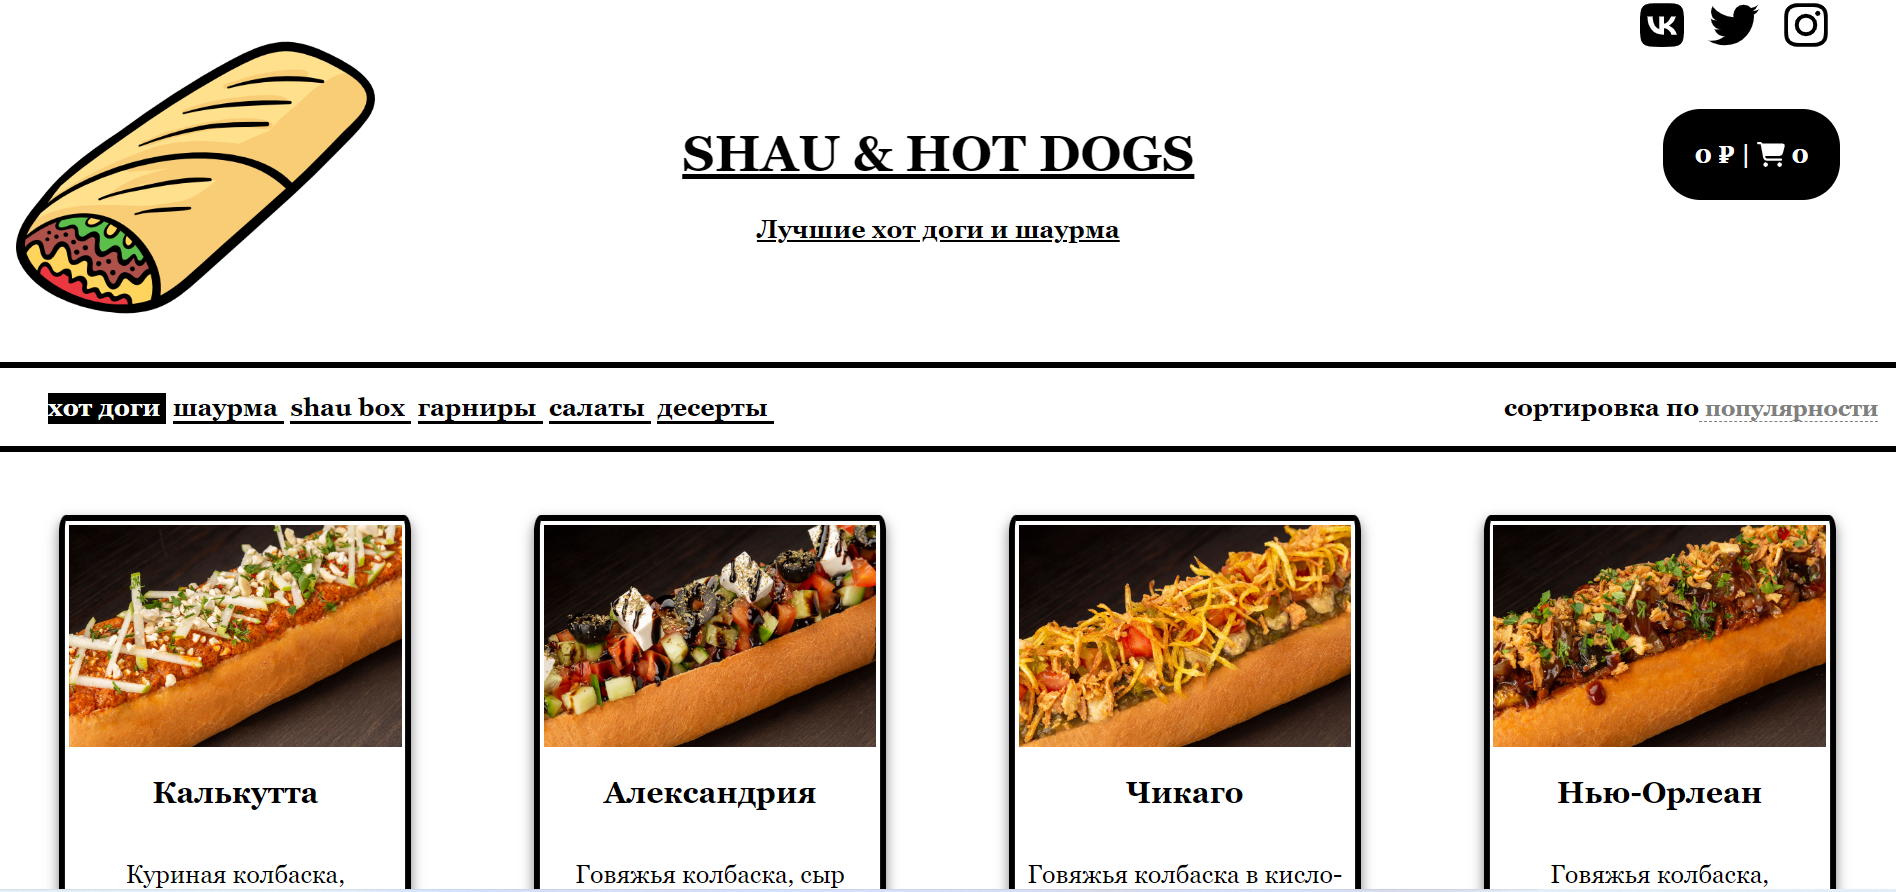 SHAU & HOT DOGS
0 ₽ | 0
Лучшие хот доги и шаурма
хот доги шаурма shau box гарниры салаты десерты сортировка по популярности
Калькутта Александрия Чикаго Нью-Орлеан
Куриная колбаска, Говяжья колбаска, сыр Говяжья колбаска в кисло- Говяжья колбаска,